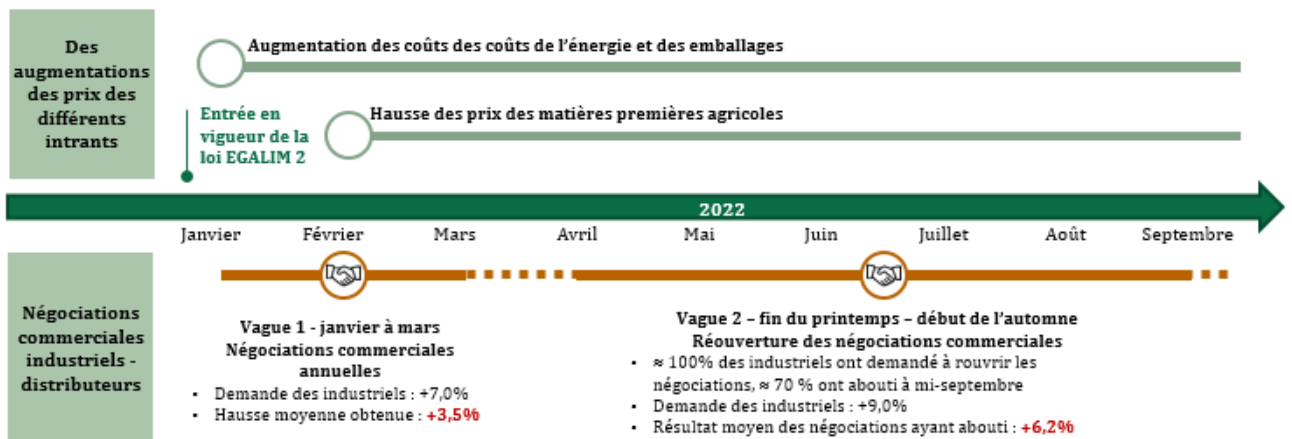 Des
augmentations
des prix des
différents
intrants
Augmentation des coûts des coûts de l'énergie et des emballages
Hausse des prix des matières premières agricoles
Entrée en
vigueur de la
loi EGALIM 2
2022
Janvier Février Mars Avril Mai Juin Juillet Août Septembre
Négociations
commerciales
industriels -
distributeurs
Vague 1 - janvier à mars
Négociations commerciales
annuelles
• Demande des industriels : +7,0%
• Hausse moyenne obtenue : +3,5%
Vague 2 – fin du printemps – début de l'automne
Réouverture des négociations commerciales
• ≈ 100% des industriels ont demandé à rouvrir les
négociations, ≈ 70 % ont abouti à mi-septembre
• Demande des industriels : +9,0%
• Résultat moyen des négociations ayant abouti : +6,2%